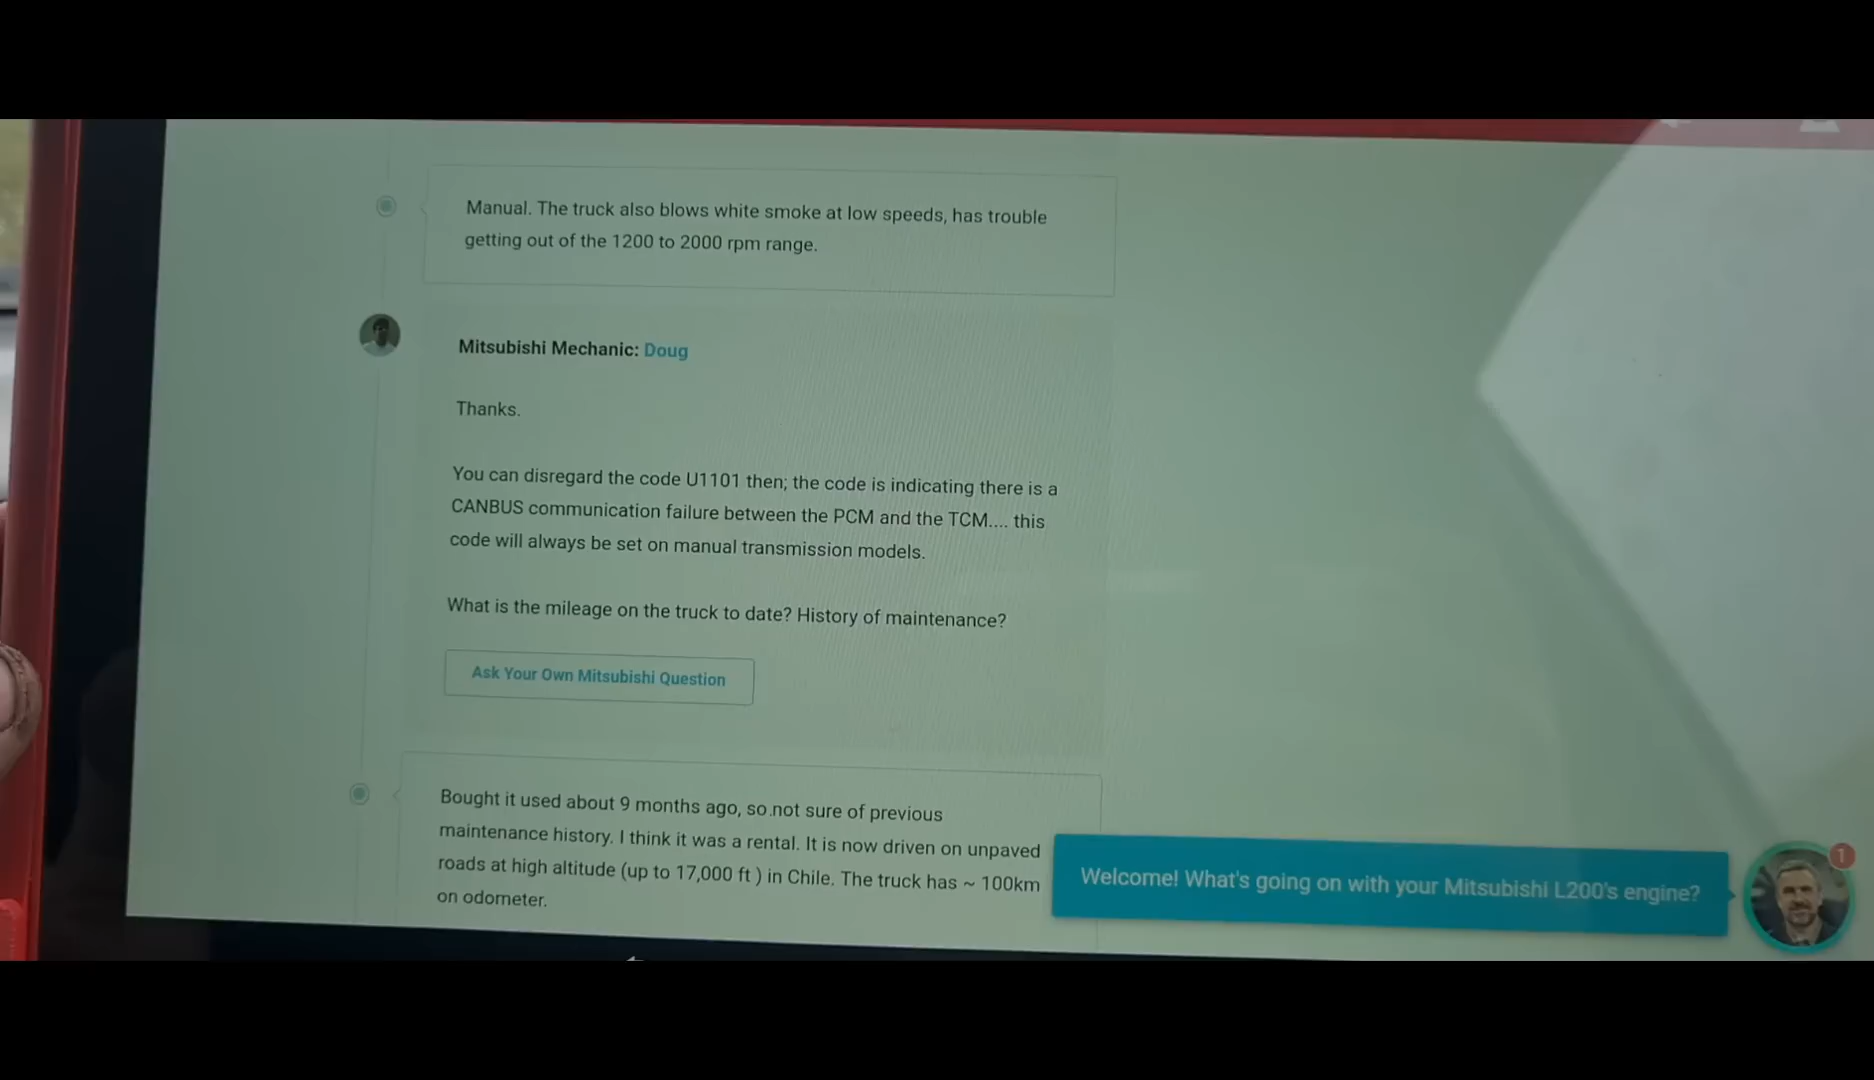 Manual. The truck also blows white smoke at low speeds, has trouble
getting out of the 1200 to 2000 rpm range.
Mitsubishi Mechanic: Doug
Thanks.
You can disregard the code U1101 then; the code is indicating there is a
CANBUS communication failure between the PCM and the TCM.... this
code will always be set on manual transmission models.
What is the mileage on the truck to date? History of maintenance?
Ask Your Own Mitsubishi Question
Bought it used about 9 months ago, so not sure of previous
maintenance history. I think it was a rental. It is now driven on unpaved
roads at high altitude (up to 17,000 ft ) in Chile. The truck has ~ 100km
on odometer.
Welcome! What's going on with your Mitsubishi L200's engine?
1